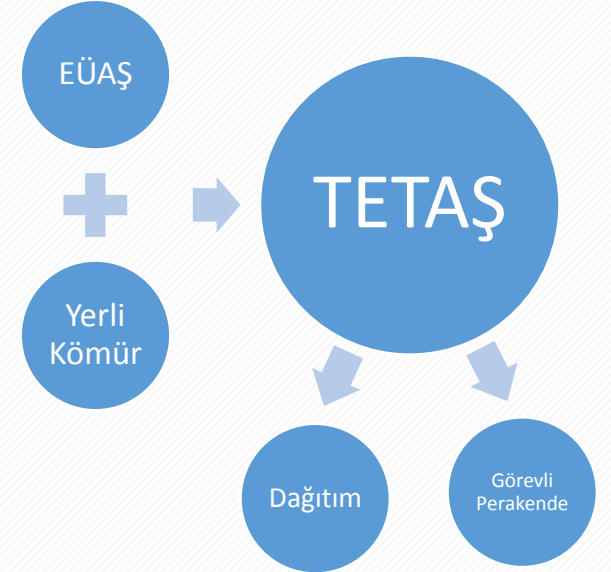 EÜAŞ
Yerli
Kömür
TETAŞ
Dağıtım
Görevli
Perakende